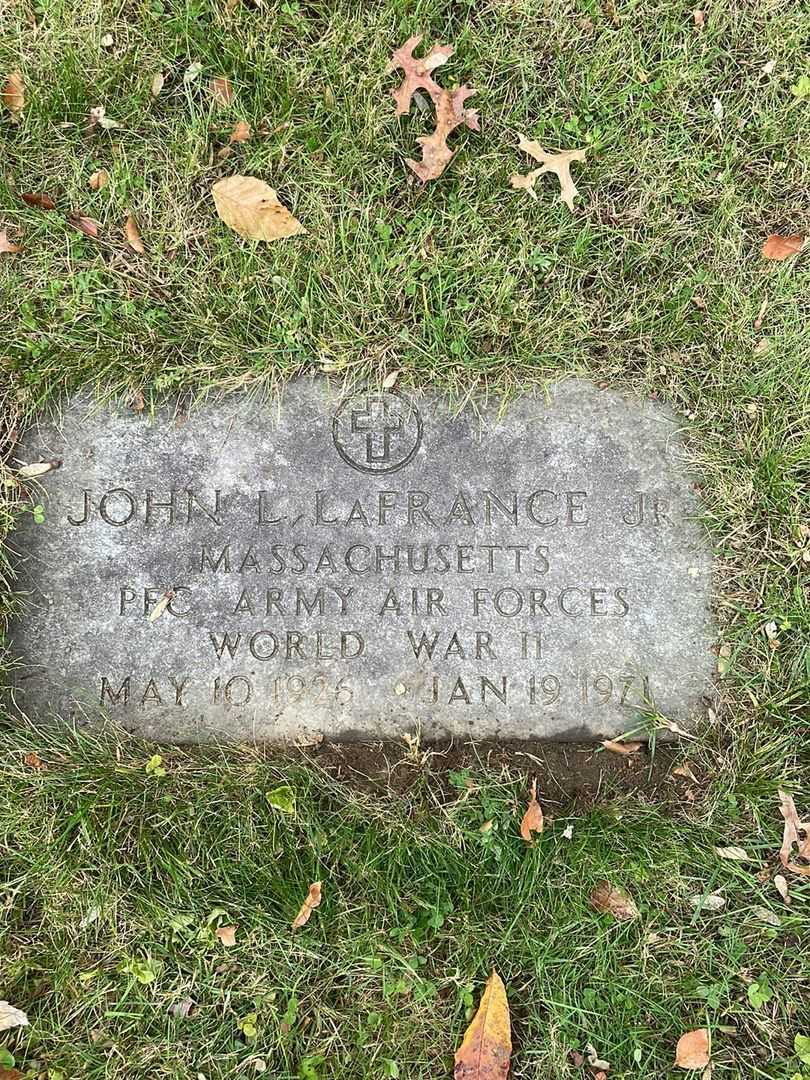 JOHN L. LAFRANCE JR
MASSACHUSETTS
PFC ARMY AIR FORCES
WORLD WAR II
MAY 10 1926 JAN 19 1971